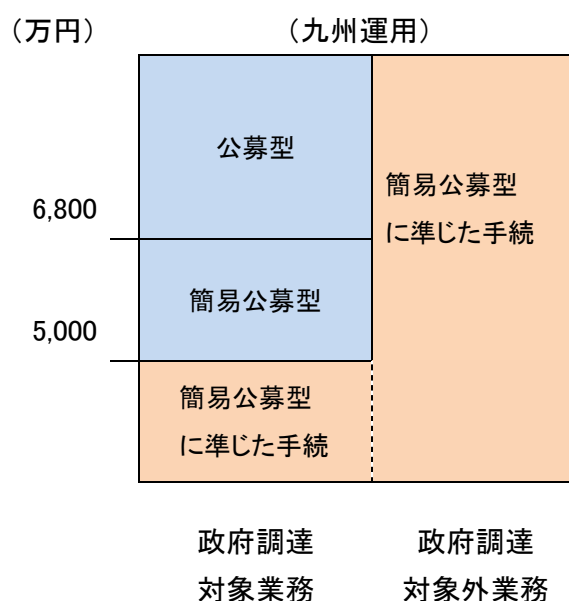 （万円）
（九州運用）
公募型
6,800
簡易公募型
に準じた手続
簡易公募型
5,000
簡易公募型
に準じた手続
政府調達
対象業務
政府調達
対象外業務